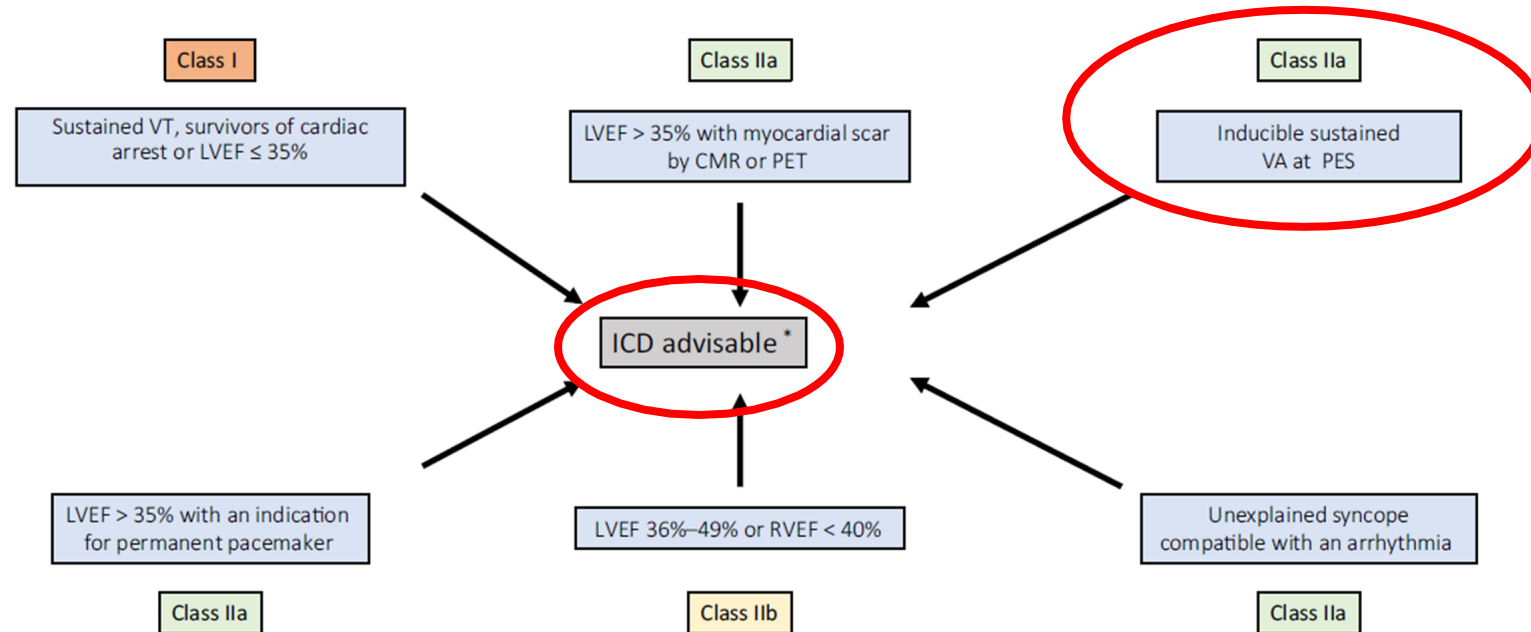 Class I
Sustained VT, survivors of cardiac
arrest or LVEF ≤ 35%
Class IIa
LVEF > 35% with myocardial scar
by CMR or PET
Class IIa
Inducible sustained
VA at PES
ICD advisable *
LVEF > 35% with an indication
for permanent pacemaker
Class IIa
LVEF 36%–49% or RVEF < 40%
Class IIb
Unexplained syncope
compatible with an arrhythmia
Class IIa